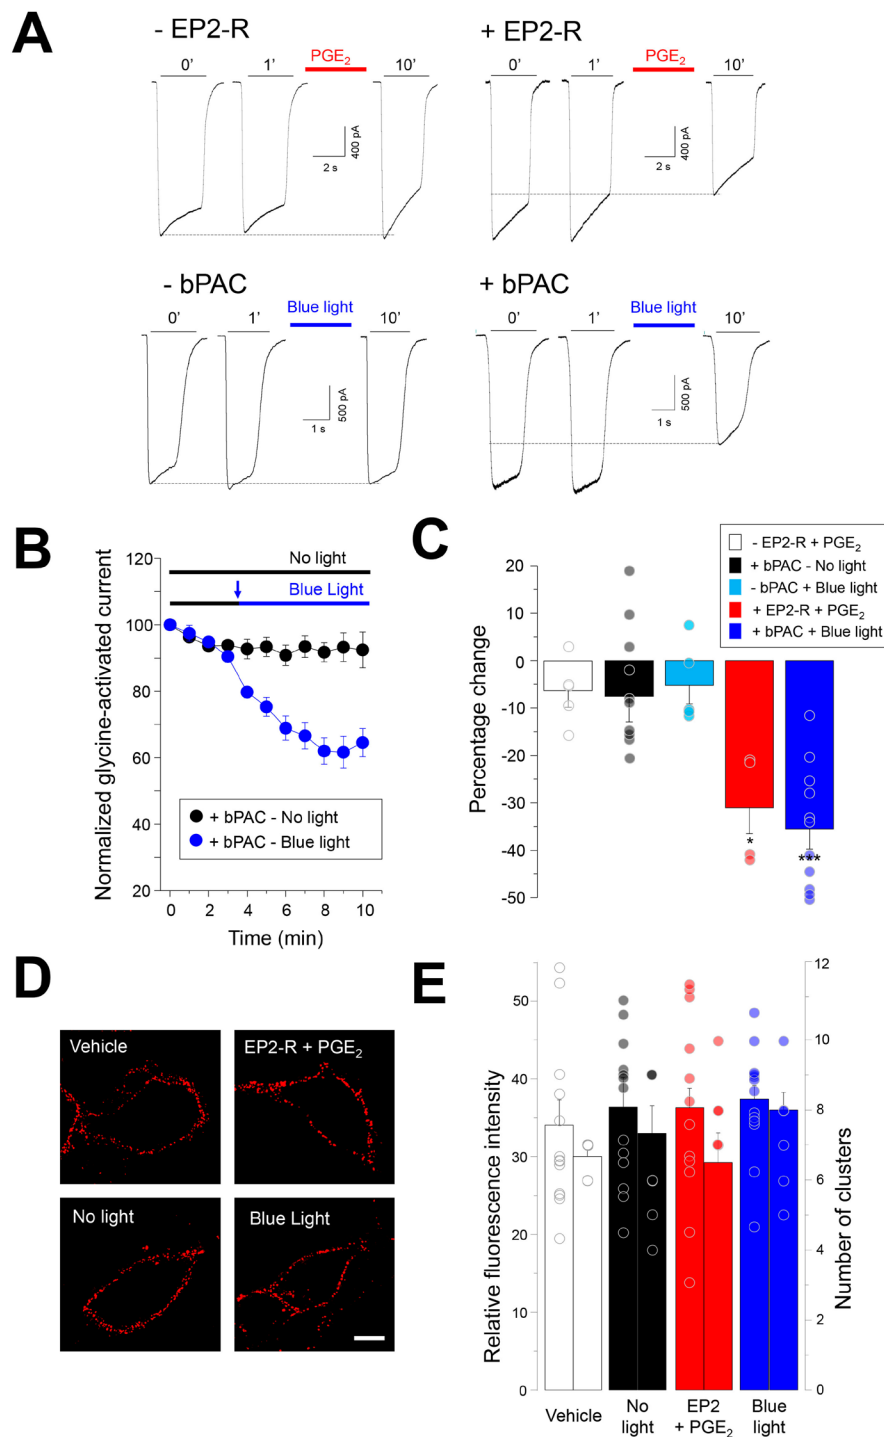 A
- EP2-R
+ EP2-R
PGE2
PGE2
0’
1’
10’
0’
1’
10’
400 pA
2 s
400 pA
2 s
- bPAC
+ bPAC
Blue light
Blue light
0’
1’
10’
0’
1’
10’
500 pA
1 s
500 pA
1 s
B
Normalized glycine-activated current
120
100
80
60
40
20
No light
Blue Light
+ bPAC - No light
+ bPAC - Blue light
0
2
4
6
8
10
Time (min)
C
- EP2-R + PGE2
+ bPAC - No light
- bPAC + Blue light
+ EP2-R + PGE2
+ bPAC + Blue light
Percentage change
20
10
0
-10
-20
-30
-40
-50
*
***
D
Vehicle
EP2-R + PGE2
No light
Blue Light
E
Relative fluorescence intensity
50
40
30
20
10
0
Number of clusters
12
10
8
6
4
2
0
Vehicle
No
light
EP2
+ PGE2
Blue
light